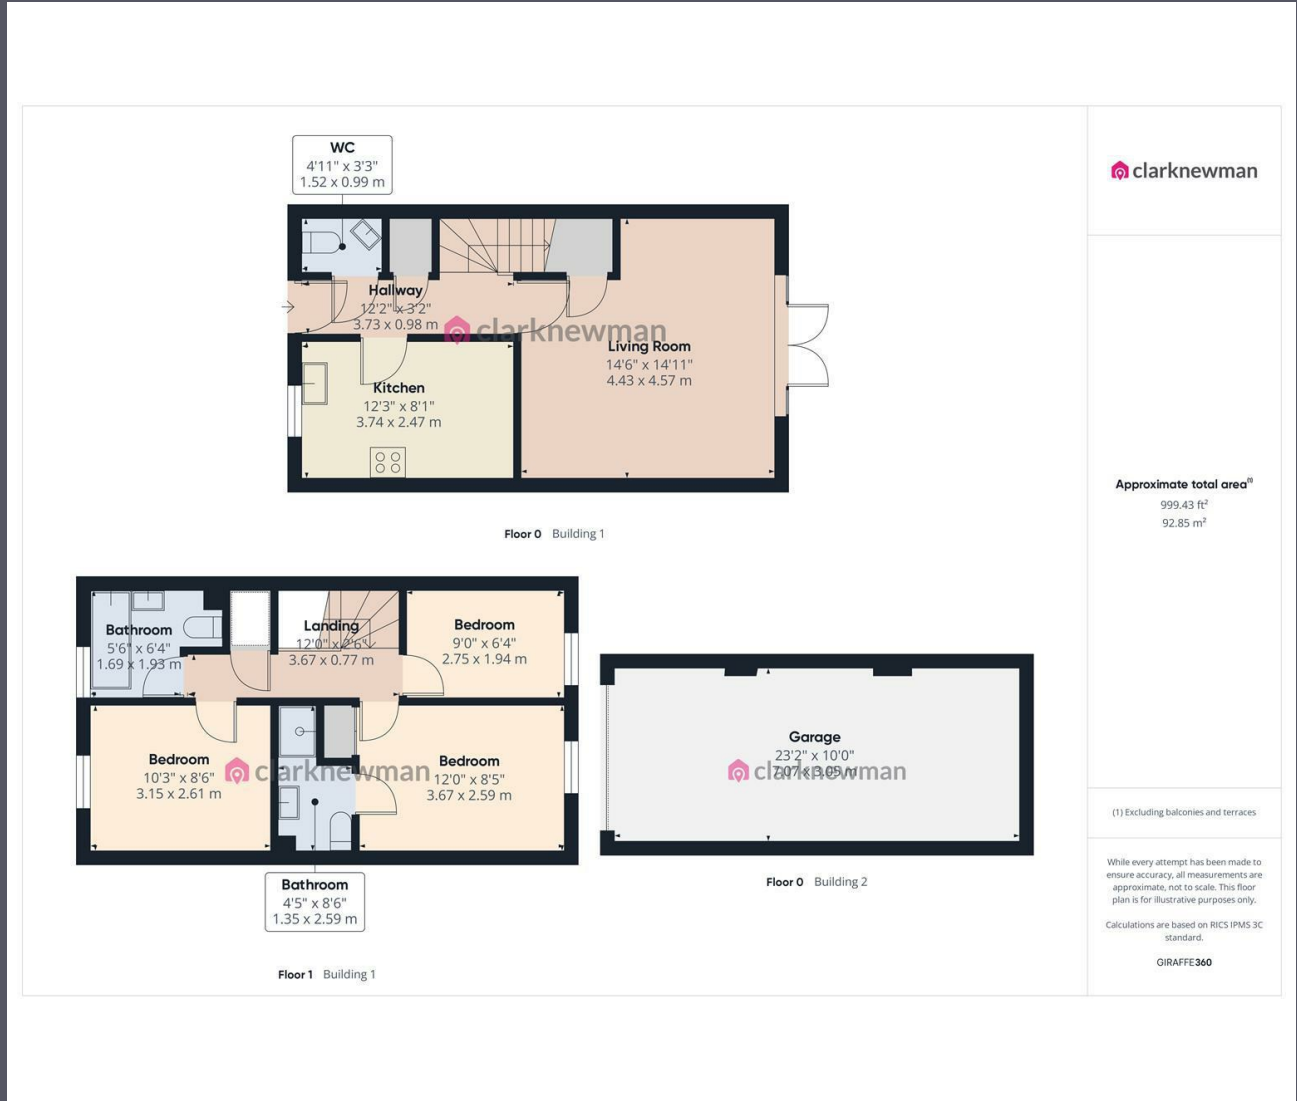 WC
4'11" x 3'3"
1.52 x 0.99 m
Hallway
12'2" x 3'2"
3.73 x 0.98 m
clarknewman
Living Room
14'6" x 14'11"
4.43 x 4.57 m
Kitchen
12'3" x 8'1"
3.74 x 2.47 m
Floor 0 Building 1
Bathroom
5'6" x 6'4"
1.69 x 1.93 m
Landing
12'0" x 2'6"
3.67 x 0.77 m
Bedroom
9'0" x 6'4"
2.75 x 1.94 m
Bedroom
10'3" x 8'6"
3.15 x 2.61 m
clarknewman
Bedroom
12'0" x 8'5"
3.67 x 2.59 m
Bathroom
4'5" x 8'6"
1.35 x 2.59 m
Floor 1 Building 1
Garage
23'2" x 10'0"
7.07 x 3.05 m
clarknewman
Floor 0 Building 2
clarknewman
Approximate total area(1)
999.43 ft²
92.85 m²
(1) Excluding balconies and terraces
While every attempt has been made to
ensure accuracy, all measurements are
approximate, not to scale. This floor
plan is for illustrative purposes only.
Calculations are based on RICS IPMS 3C
standard.
GIRAFFE360